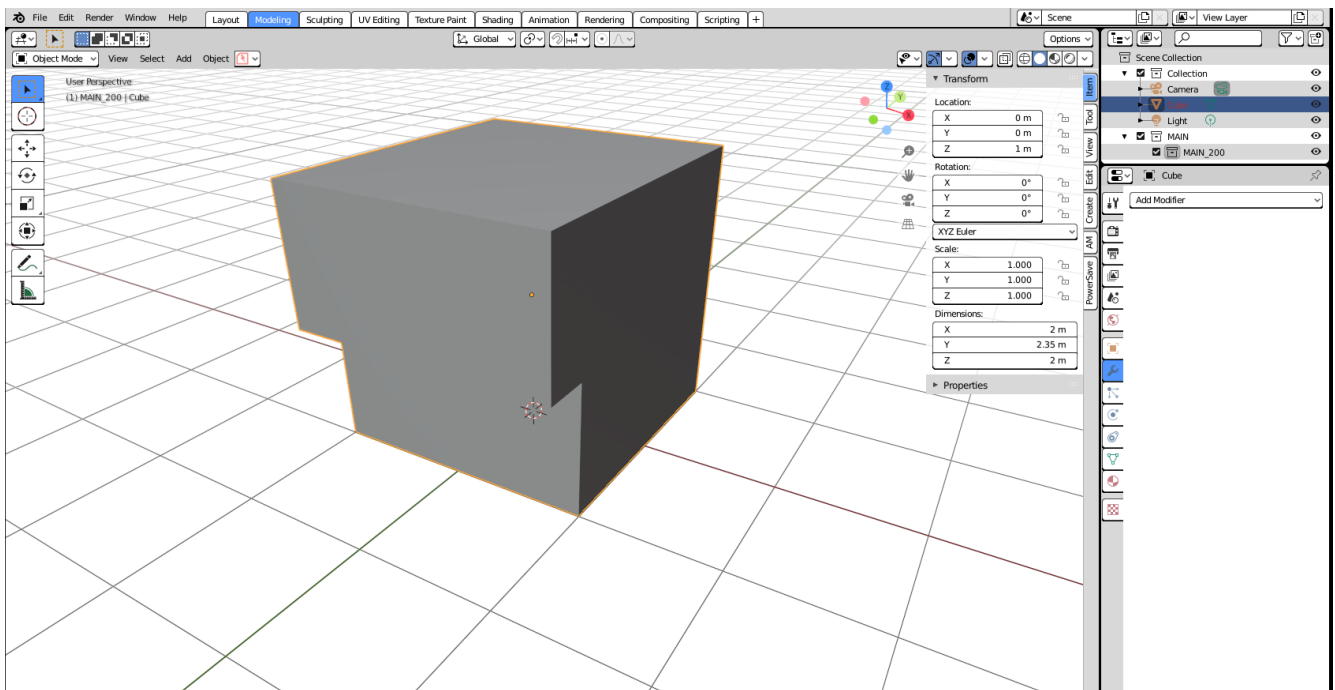 File Edit Render Window Help Layout Modeling Sculpting UV Editing Texture Paint Shading Animation Rendering Compositing Scripting + Scene View Layer
Global Options
Object Mode View Select Add Object
User Perspective
(1) MAIN_200 | Cube
Z
Y
X
Transform
Location:
X 0 m
Y 0 m
Z 1 m
Rotation:
X 0°
Y 0°
Z 0°
XYZ Euler
Scale:
X 1.000
Y 1.000
Z 1.000
Dimensions:
X 2 m
Y 2.35 m
Z 2 m
Properties
Item
Tool
View
Edit
Create
AM
PowerSave
Scene Collection
Collection
Camera
Light
MAIN
MAIN_200
Cube
Add Modifier